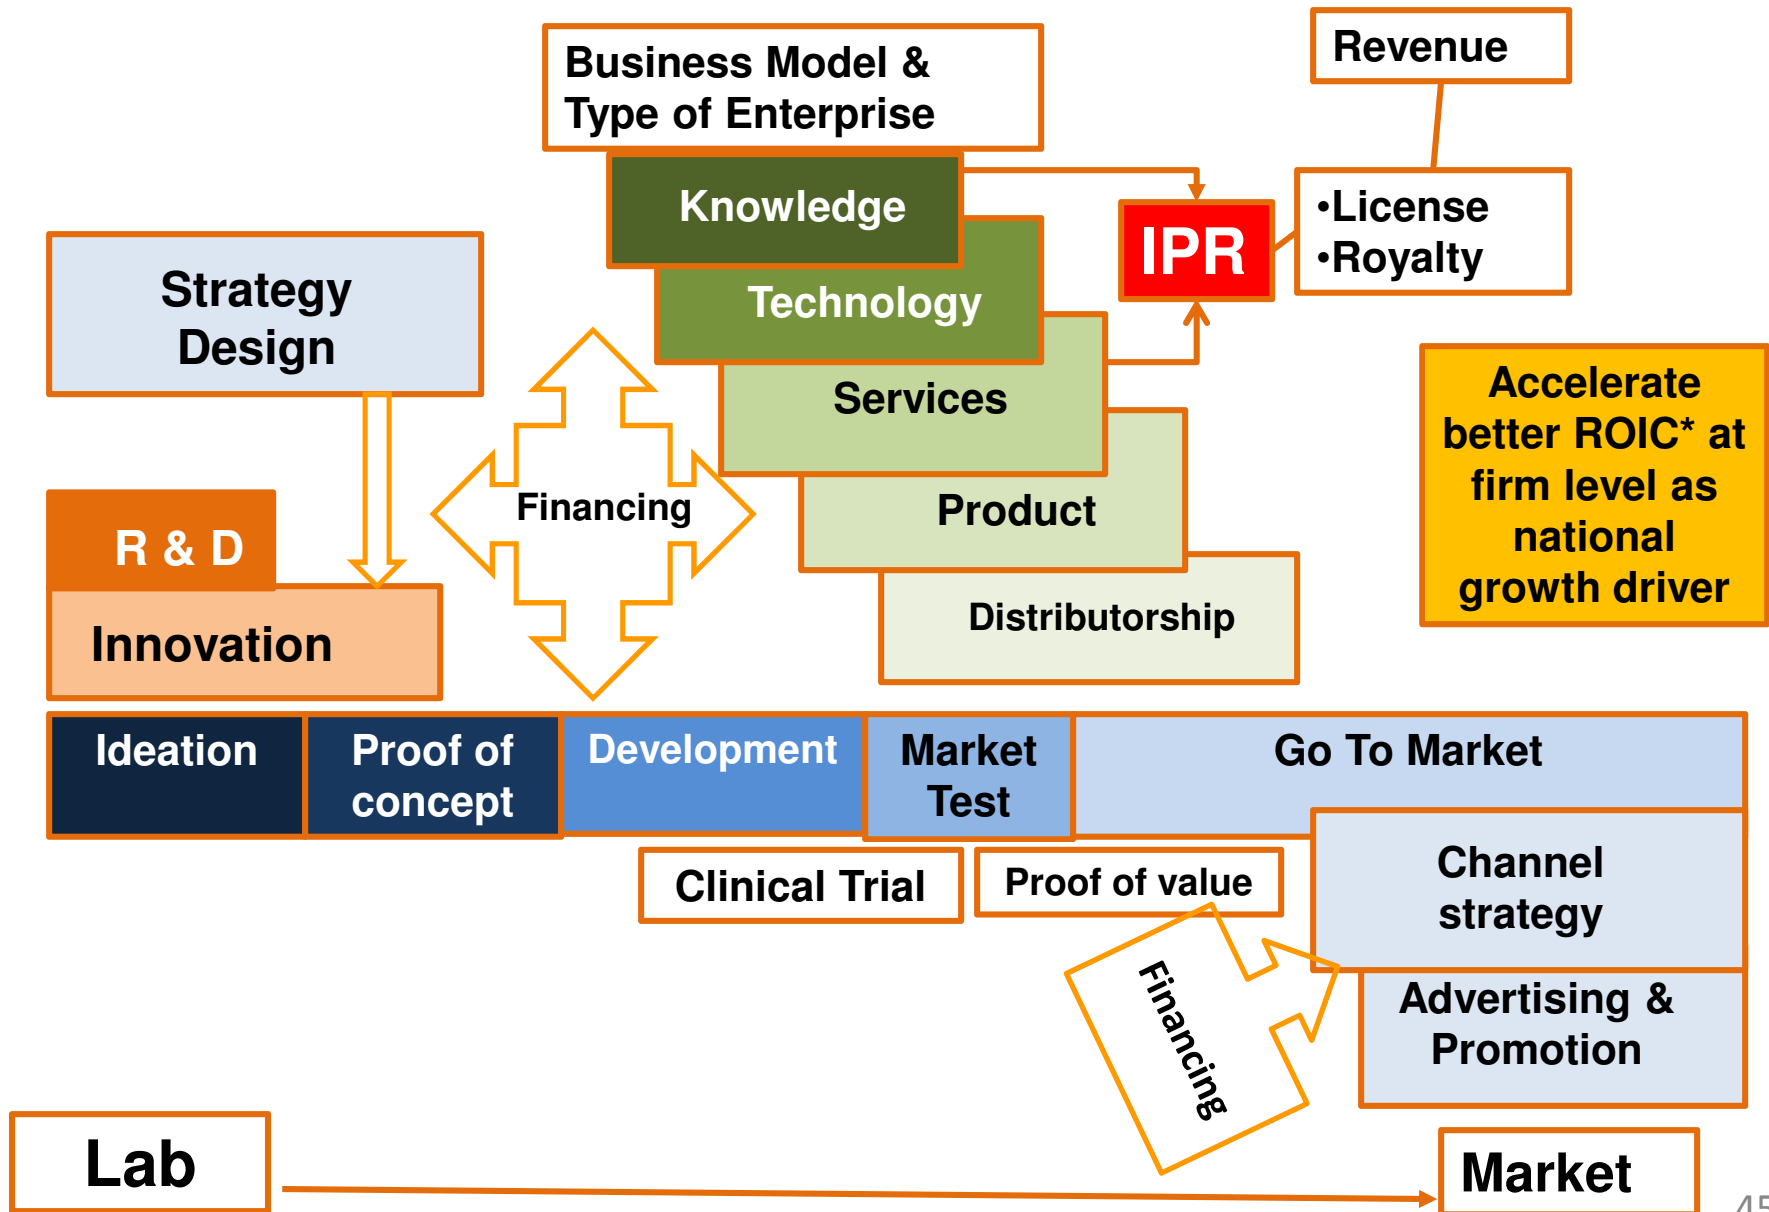 Business Model &
Type of Enterprise
Revenue
Knowledge
IPR
•License
•Royalty
Strategy
Design
Technology
Services
Accelerate
better ROIC* at
firm level as
national
growth driver
Financing
Product
R & D
Innovation
Distributorship
Ideation
Proof of
concept
Development
Market
Test
Go To Market
Clinical Trial
Proof of value
Channel
strategy
Financing
Advertising &
Promotion
Lab
Market
45